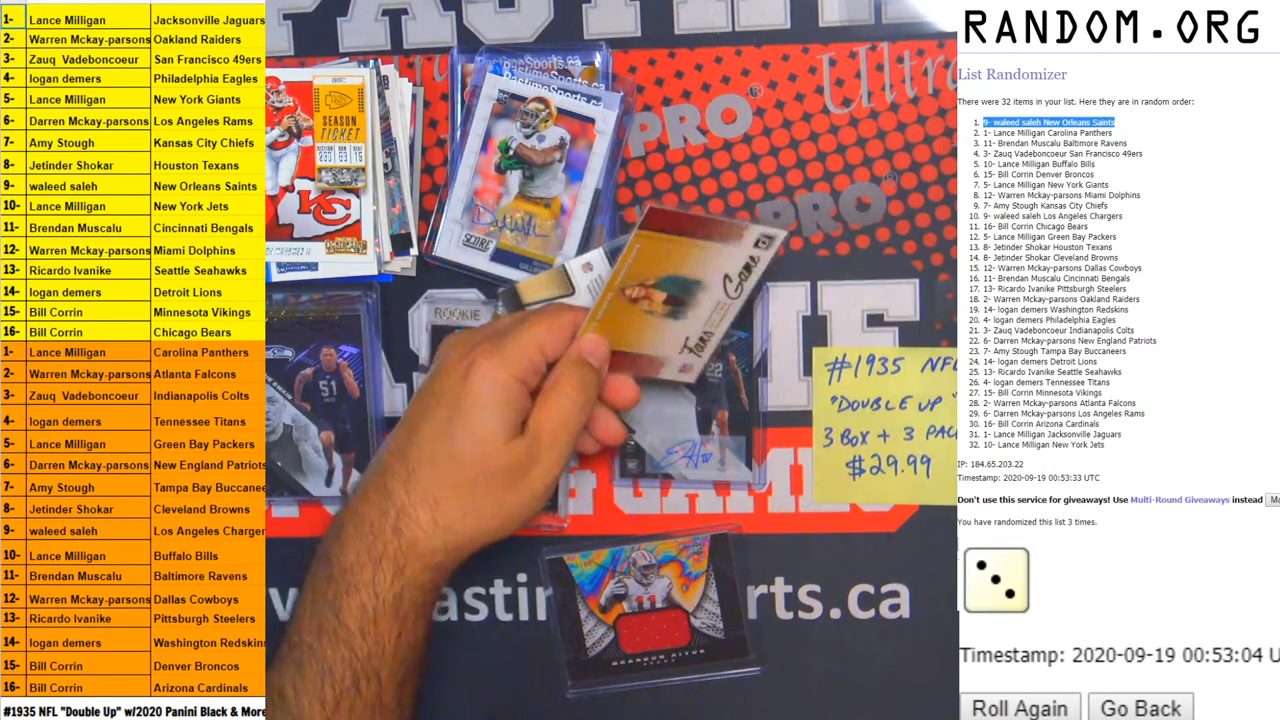 1- Lance Milligan Jacksonville Jaguars
2- Warren Mckay-parsons Oakland Raiders
3- Zauq Vadeboncoeur San Francisco 49ers
4- logan demers Philadelphia Eagles
5- Lance Milligan New York Giants
6- Darren Mckay-parsons Los Angeles Rams
7- Amy Stough Kansas City Chiefs
8- Jetinder Shokar Houston Texans
9- waleed saleh New Orleans Saints
10- Lance Milligan New York Jets
11- Brendan Muscalu Cincinnati Bengals
12- Warren Mckay-parsons Miami Dolphins
13- Ricardo Ivanike Seattle Seahawks
14- logan demers Detroit Lions
15- Bill Corrin Minnesota Vikings
16- Bill Corrin Chicago Bears
1- Lance Milligan Carolina Panthers
2- Warren Mckay-parsons Atlanta Falcons
3- Zauq Vadeboncoeur Indianapolis Colts
4- logan demers Tennessee Titans
5- Lance Milligan Green Bay Packers
6- Darren Mckay-parsons New England Patriots
7- Amy Stough Tampa Bay Buccanee
8- Jetinder Shokar Cleveland Browns
9- waleed saleh Los Angeles Charger
10- Lance Milligan Buffalo Bills
11- Brendan Muscalu Baltimore Ravens
12- Warren Mckay-parsons Dallas Cowboys
13- Ricardo Ivanike Pittsburgh Steelers
14- logan demers Washington Redskins
15- Bill Corrin Denver Broncos
16- Bill Corrin Arizona Cardinals
#1935 NFL "Double Up" w/2020 Panini Black & More
SEASON
TICKET
KC
PastimeSports.ca
PastimeSports.ca
SCORE
PRO
Ultra
PRO
ROOKIE
51
22
Fans
Game
11
BRANDON AIYUK
#1935 NFL
"DOUBLE UP"
3 BOX + 3 PAC
$29.99
RANDOM.ORG
List Randomizer
There were 32 items in your list. Here they are in random order:
1. 9- waleed saleh New Orleans Saints
2. 1- Lance Milligan Carolina Panthers
3. 11- Brendan Muscalu Baltimore Ravens
4. 3- Zauq Vadeboncoeur San Francisco 49ers
5. 10- Lance Milligan Buffalo Bills
6. 15- Bill Corrin Denver Broncos
7. 5- Lance Milligan New York Giants
8. 12- Warren Mckay-parsons Miami Dolphins
9. 7- Amy Stough Kansas City Chiefs
10. 9- waleed saleh Los Angeles Chargers
11. 16- Bill Corrin Chicago Bears
12. 5- Lance Milligan Green Bay Packers
13. 8- Jetinder Shokar Houston Texans
14. 8- Jetinder Shokar Cleveland Browns
15. 12- Warren Mckay-parsons Dallas Cowboys
16. 11- Brendan Muscalu Cincinnati Bengals
17. 13- Ricardo Ivanike Pittsburgh Steelers
18. 2- Warren Mckay-parsons Oakland Raiders
19. 14- logan demers Washington Redskins
20. 4- logan demers Philadelphia Eagles
21. 3- Zauq Vadeboncoeur Indianapolis Colts
22. 6- Darren Mckay-parsons New England Patriots
23. 7- Amy Stough Tampa Bay Buccaneers
24. 14- logan demers Detroit Lions
25. 13- Ricardo Ivanike Seattle Seahawks
26. 4- logan demers Tennessee Titans
27. 15- Bill Corrin Minnesota Vikings
28. 2- Warren Mckay-parsons Atlanta Falcons
29. 6- Darren Mckay-parsons Los Angeles Rams
30. 16- Bill Corrin Arizona Cardinals
31. 1- Lance Milligan Jacksonville Jaguars
32. 10- Lance Milligan New York Jets
IP: 184.65.203.22
Timestamp: 2020-09-19 00:53:33 UTC
Don't use this service for giveaways! Use Multi-Round Giveaways instead
You have randomized this list 3 times.
Timestamp: 2020-09-19 00:53:04 U
Roll Again
Go Back